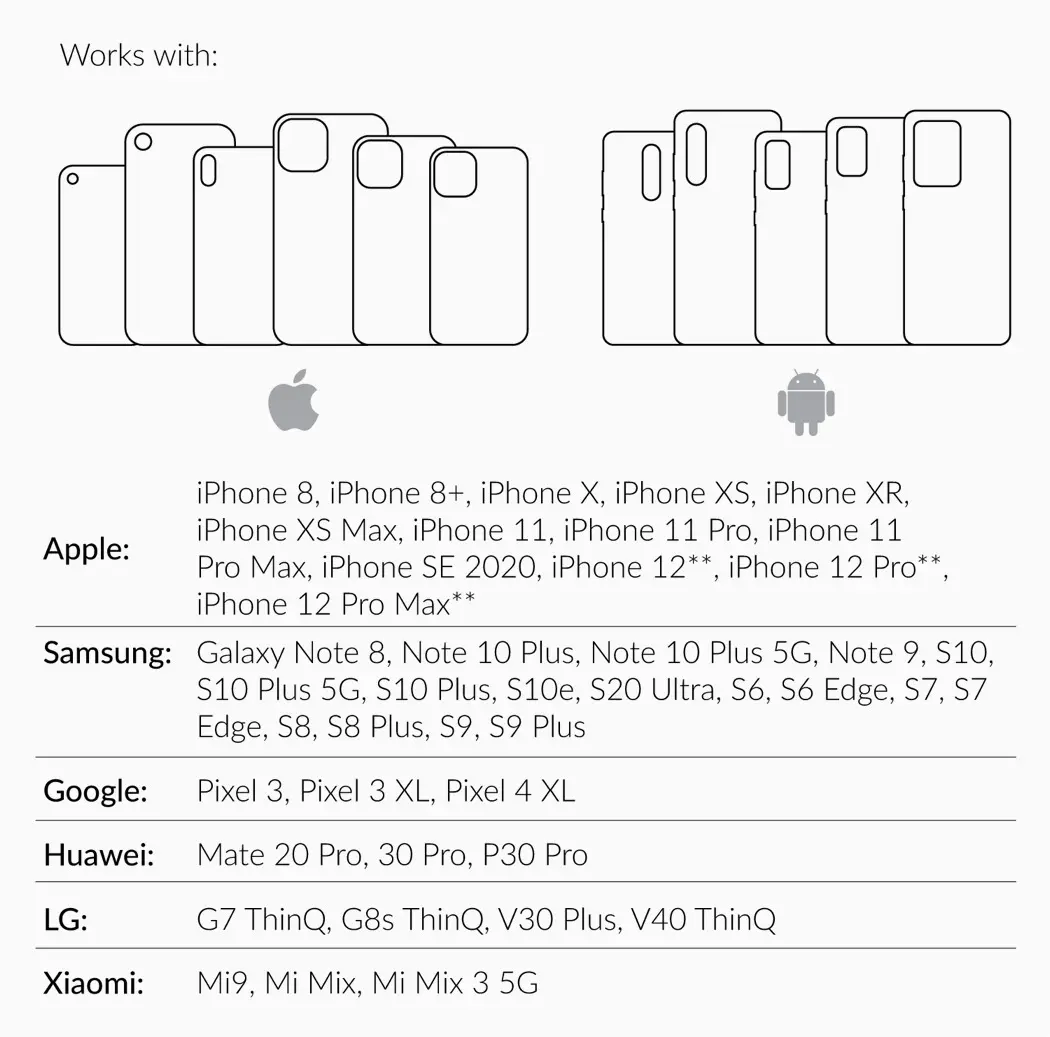 Works with:
Apple:
iPhone 8, iPhone 8+, iPhone X, iPhone XS, iPhone XR,
iPhone XS Max, iPhone 11, iPhone 11 Pro, iPhone 11
Pro Max, iPhone SE 2020, iPhone 12**, iPhone 12 Pro**,
iPhone 12 Pro Max**
Samsung: Galaxy Note 8, Note 10 Plus, Note 10 Plus 5G, Note 9, S10,
S10 Plus 5G, S10 Plus, S10e, S20 Ultra, S6, S6 Edge, S7, S7
Edge, S8, S8 Plus, S9, S9 Plus
Google: Pixel 3, Pixel 3 XL, Pixel 4 XL
Huawei: Mate 20 Pro, 30 Pro, P30 Pro
LG: G7 ThinQ, G8s ThinQ, V30 Plus, V40 ThinQ
Xiaomi: Mi9, Mi Mix, Mi Mix 3 5G